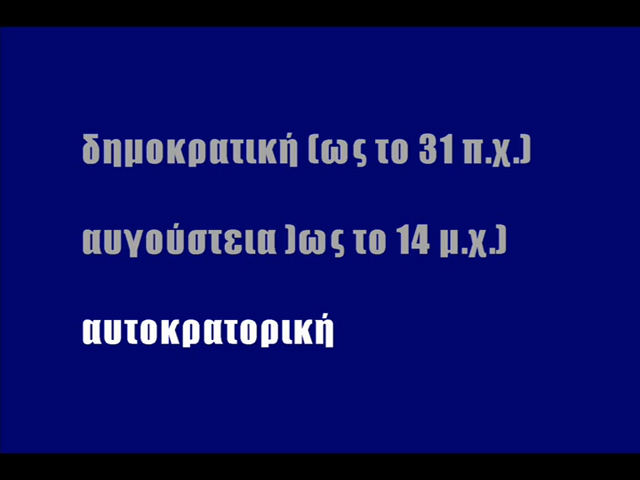 δημοκρατική (ως το 31 π.χ.)
αυγούστεια )ως το 14 μ.χ.)
αυτοκρατορική